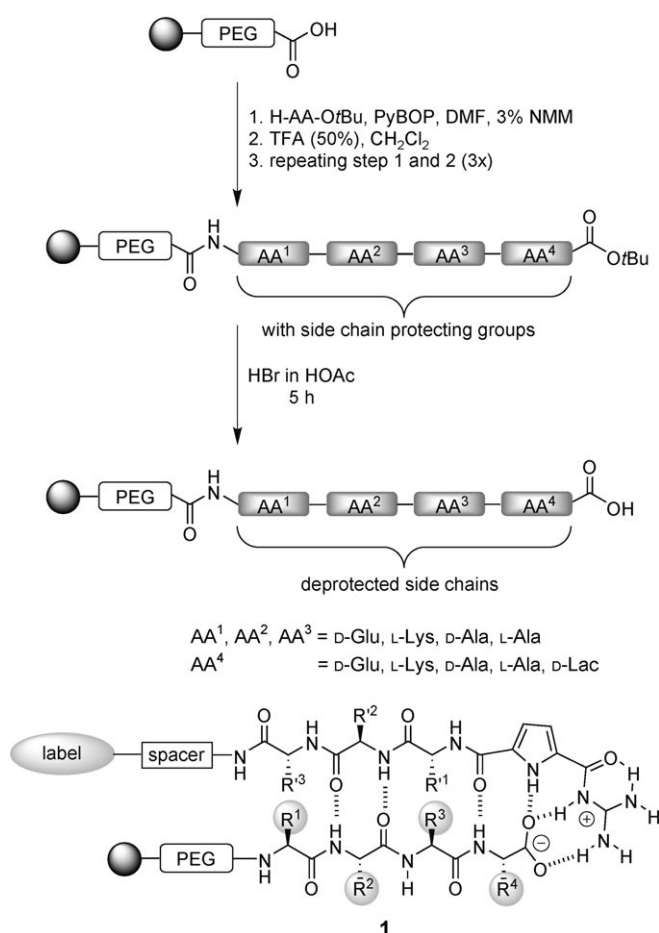 PEG
OH
O
1. H-AA-OtBu, PyBOP, DMF, 3% NMM
2. TFA (50%), CH₂Cl₂
3. repeating step 1 and 2 (3x)
PEG
O
H
N
AA¹ AA² AA³ AA⁴
O
OtBu
with side chain protecting groups
HBr in HOAc
5 h
PEG
O
H
N
AA¹ AA² AA³ AA⁴
O
OH
deprotected side chains
AA¹, AA², AA³ = D-Glu, L-Lys, D-Ala, L-Ala
AA⁴ = D-Glu, L-Lys, D-Ala, L-Ala, D-Lac
label spacer N H O R'³ H N O R'² N H O R'¹ H N O N H O H N H N H ⊕ N H H
PEG N H R¹ O H N R² O N H R³ O H N R⁴ O ⊖ O
1